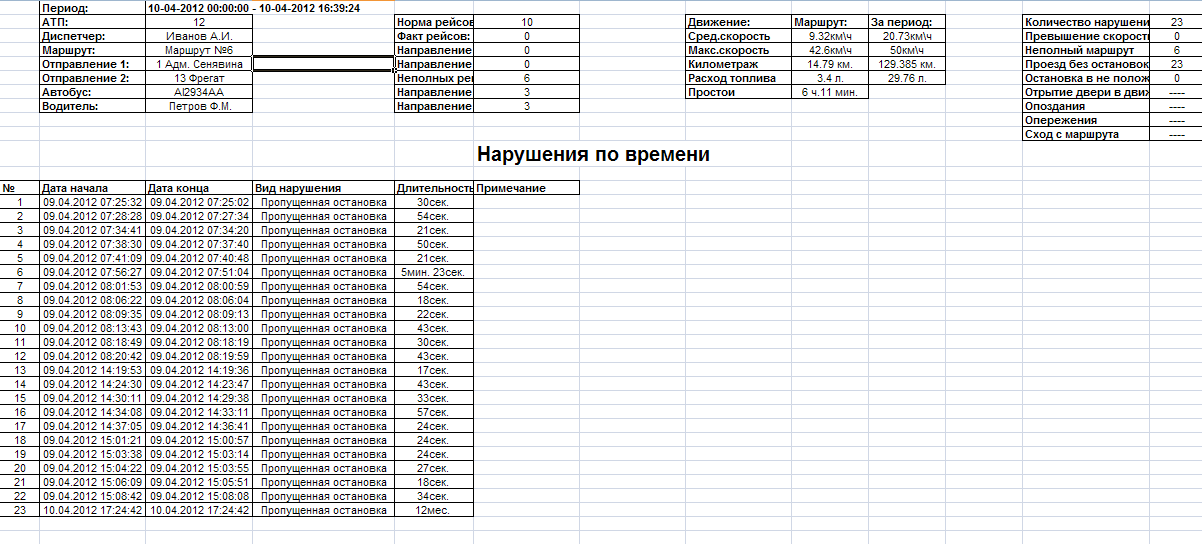 Период: 10-04-2012 00:00:00 - 10-04-2012 16:39:24
АТП: 12 Норма рейсов 10 Движение: Маршрут: За период: Количество нарушени 23
Диспетчер: Иванов А.И. Факт рейсов: 0 Сред.скорость 9.32км\ч 20.73км\ч Превышение скорост 0
Маршрут: Маршрут №6 Направление 0 Макс.скорость 42.6км\ч 50км\ч Неполный маршрут 6
Отправление 1: 1 Адм. Сенявина Направление 0 Километраж 14.79 км. 129.385 км. Проезд без остановок 23
Отправление 2: 13 Фрегат Неполных рей 6 Расход топлива 3.4 л. 29.76 л. Остановка в не полож 0
Автобус: AI2934AA Направление 3 Простои 6 ч.11 мин. Отрытие двери в движ ----
Водитель: Петров Ф.М. Направление 3 Опоздания ----
Опережения ----
Сход с маршрута ----
Нарушения по времени
№ Дата начала Дата конца Вид нарушения Длительность Примечание
1 09.04.2012 07:25:32 09.04.2012 07:25:02 Пропущенная остановка 30сек.
2 09.04.2012 07:28:28 09.04.2012 07:27:34 Пропущенная остановка 54сек.
3 09.04.2012 07:34:41 09.04.2012 07:34:20 Пропущенная остановка 21сек.
4 09.04.2012 07:38:30 09.04.2012 07:37:40 Пропущенная остановка 50сек.
5 09.04.2012 07:41:09 09.04.2012 07:40:48 Пропущенная остановка 21сек.
6 09.04.2012 07:56:27 09.04.2012 07:51:04 Пропущенная остановка 5мин. 23сек.
7 09.04.2012 08:01:53 09.04.2012 08:00:59 Пропущенная остановка 54сек.
8 09.04.2012 08:06:22 09.04.2012 08:06:04 Пропущенная остановка 18сек.
9 09.04.2012 08:09:35 09.04.2012 08:09:13 Пропущенная остановка 22сек.
10 09.04.2012 08:13:43 09.04.2012 08:13:00 Пропущенная остановка 43сек.
11 09.04.2012 08:18:49 09.04.2012 08:18:19 Пропущенная остановка 30сек.
12 09.04.2012 08:20:42 09.04.2012 08:19:59 Пропущенная остановка 43сек.
13 09.04.2012 14:19:53 09.04.2012 14:19:36 Пропущенная остановка 17сек.
14 09.04.2012 14:24:30 09.04.2012 14:23:47 Пропущенная остановка 43сек.
15 09.04.2012 14:30:11 09.04.2012 14:29:38 Пропущенная остановка 33сек.
16 09.04.2012 14:34:08 09.04.2012 14:33:11 Пропущенная остановка 57сек.
17 09.04.2012 14:37:05 09.04.2012 14:36:41 Пропущенная остановка 24сек.
18 09.04.2012 15:01:21 09.04.2012 15:00:57 Пропущенная остановка 24сек.
19 09.04.2012 15:03:38 09.04.2012 15:03:14 Пропущенная остановка 24сек.
20 09.04.2012 15:04:22 09.04.2012 15:03:55 Пропущенная остановка 27сек.
21 09.04.2012 15:06:09 09.04.2012 15:05:51 Пропущенная остановка 18сек.
22 09.04.2012 15:08:42 09.04.2012 15:08:08 Пропущенная остановка 34сек.
23 10.04.2012 17:24:42 10.04.2012 17:24:42 Пропущенная остановка 12мес.